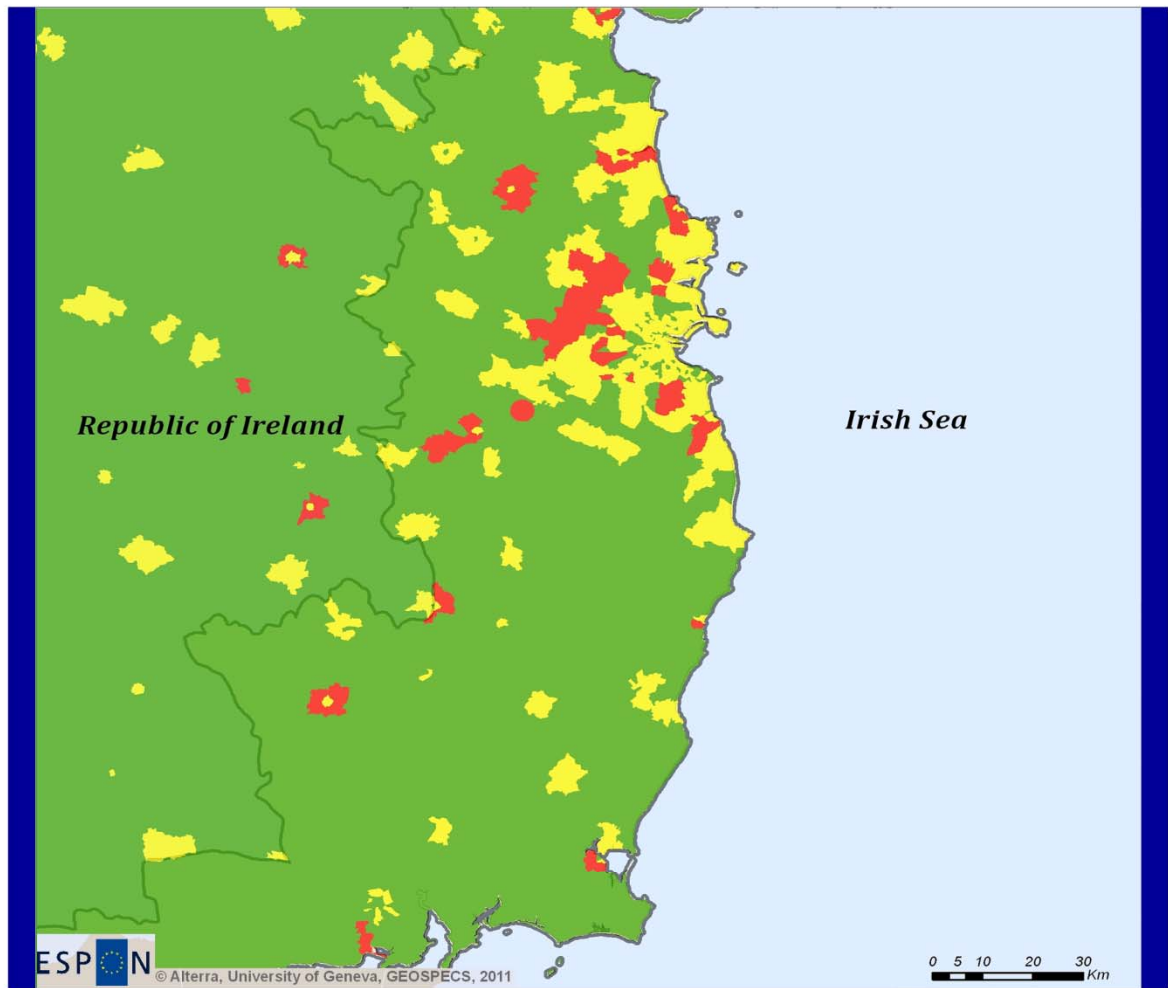 Republic of Ireland
Irish Sea
ESPON
© Alterra, University of Geneva, GEOSPECS, 2011
0 5 10 20 30
Km